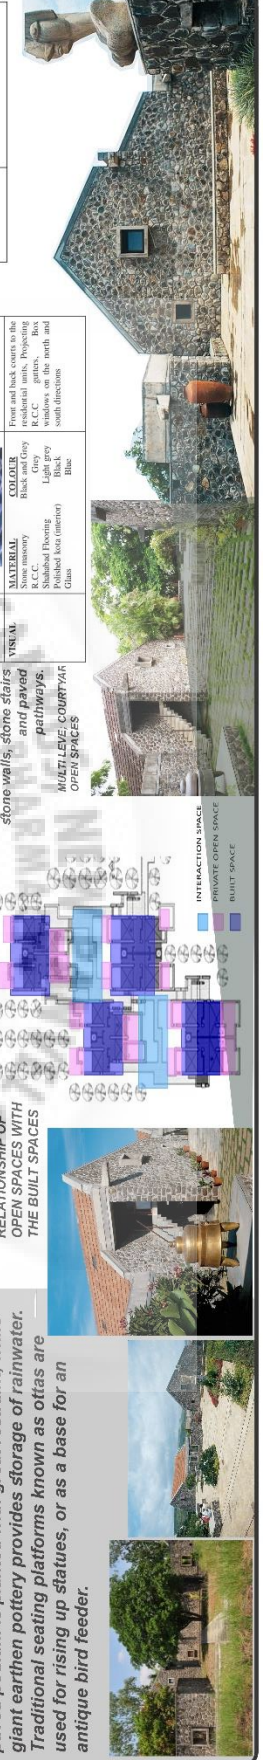 giant earthen pottery provides storage of rainwater.
Traditional seating platforms known as ottas are
used for rising up statues, or as a base for an
antique bird feeder.
RELATIONSHIP OF
OPEN SPACES WITH
THE BUILT SPACES
INTERACTION SPACE
PRIVATE OPEN SPACE
BUILT SPACE
stone walls, stone stairs
and paved
pathways.
MULTI LEVEL COURTYAR
OPEN SPACES
VISUAL
MATERIAL
Stone masonry
R.C.C.
Shahabad Flooring
Polished kota (interior)
Glass
COLOUR
Black and Grey
Grey
Light grey
Black
Blue
Front and back courts to the
residential units, Projecting
R.C.C gutters, Box
windows on the north and
south directions